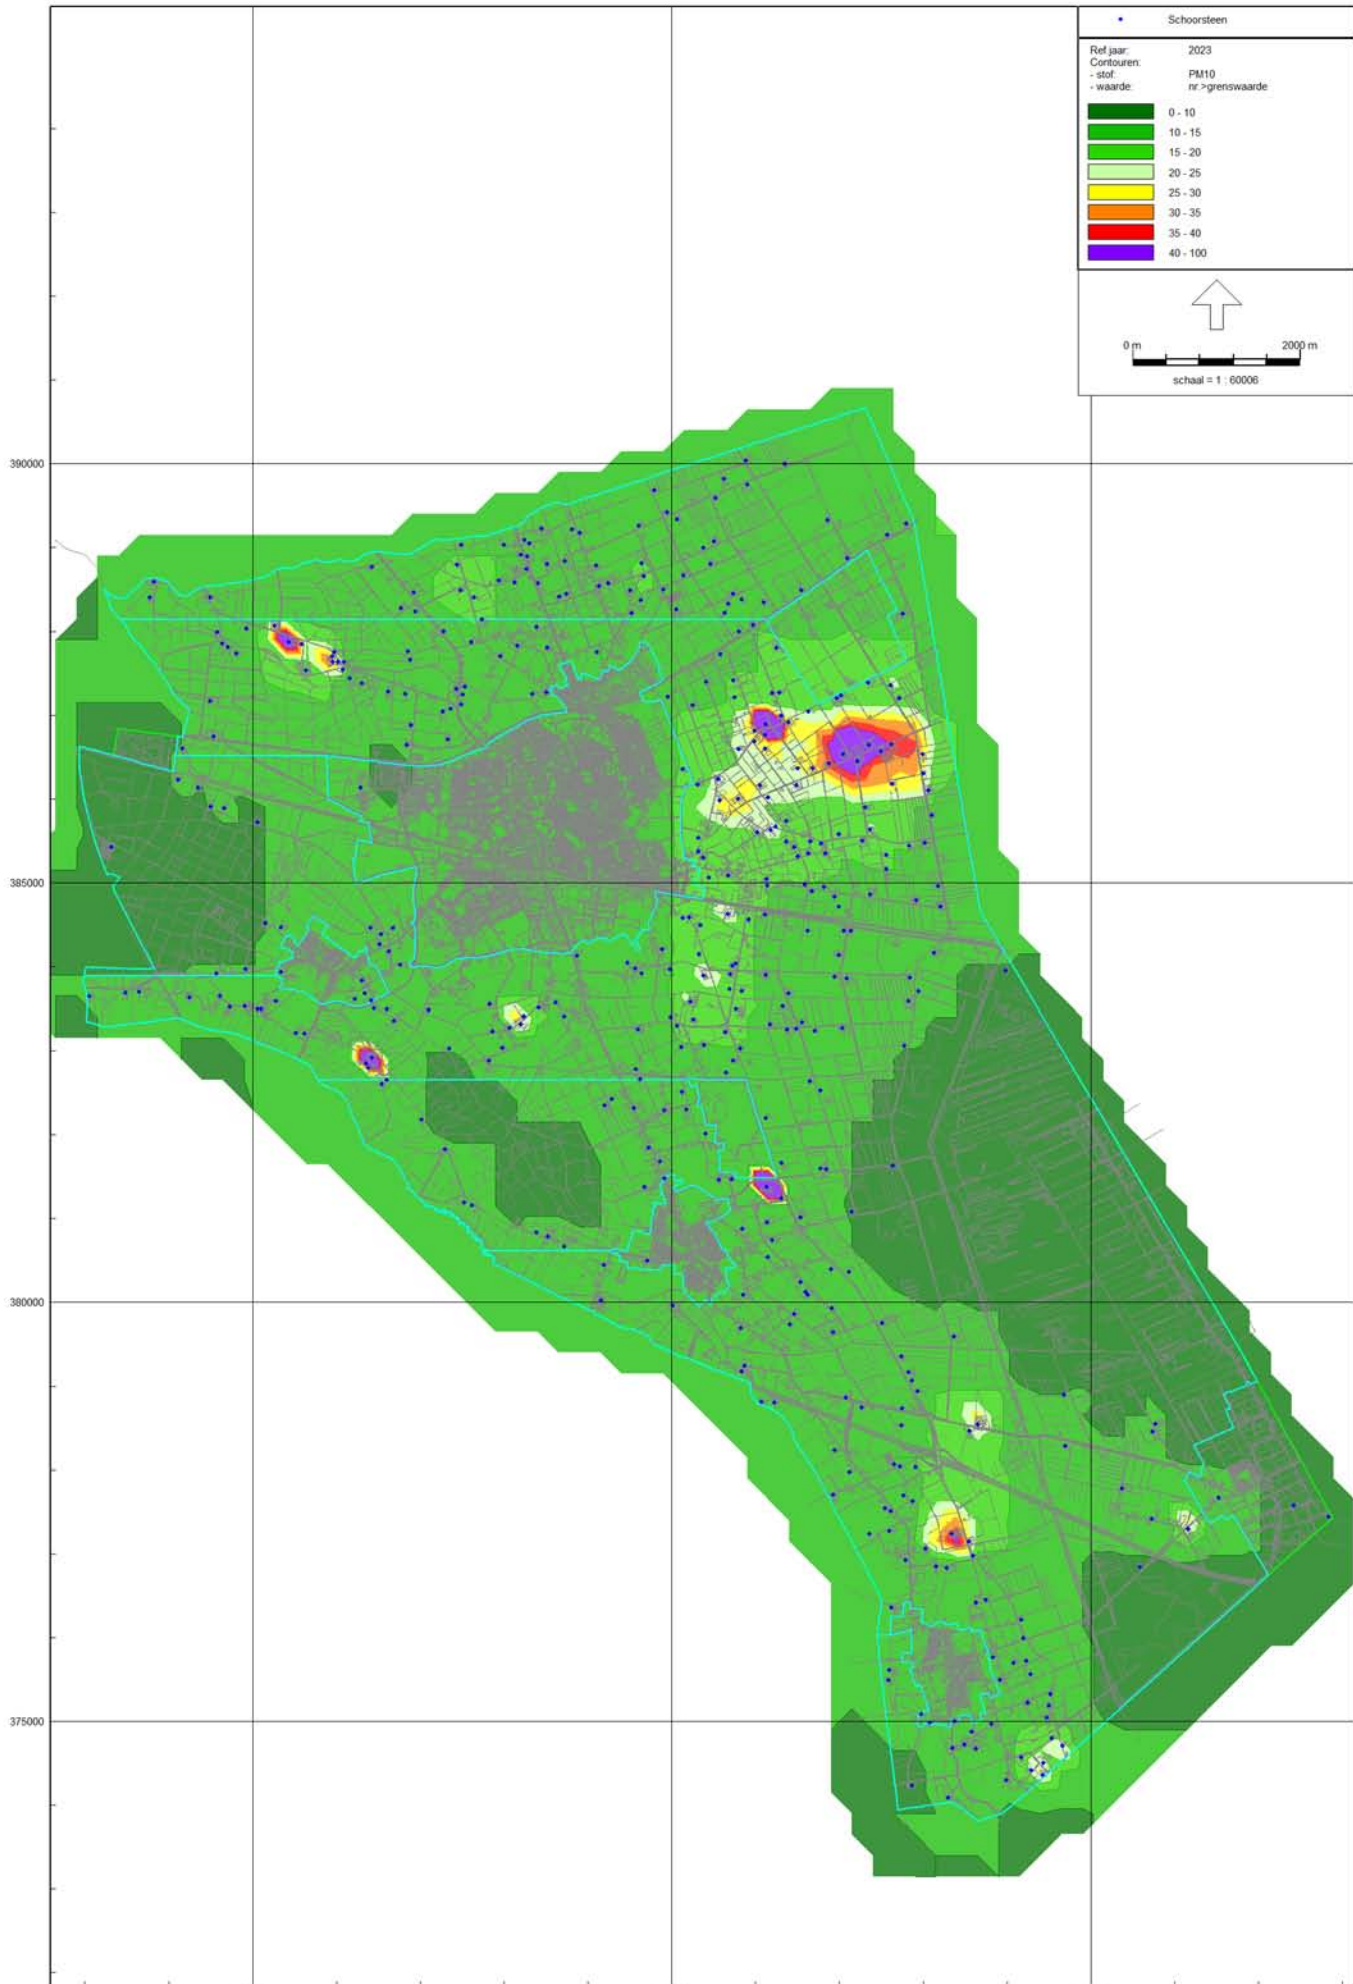 Schoorsteen
Ref.jaar: 2023
Contouren:
- stof: PM10
- waarde: nr.>grenswaarde
0 - 10
10 - 15
15 - 20
20 - 25
25 - 30
30 - 35
35 - 40
40 - 100
0 m 2000 m
schaal = 1 : 60006
390000
385000
380000
375000